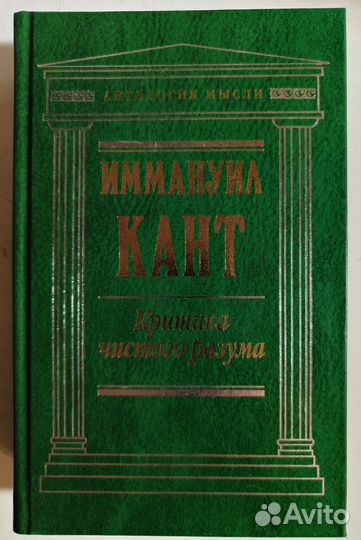 АНТОЛОГИЯ МЫСЛИ
ИММАНУИЛ
КАНТ
Критика
чистого разума
Avito